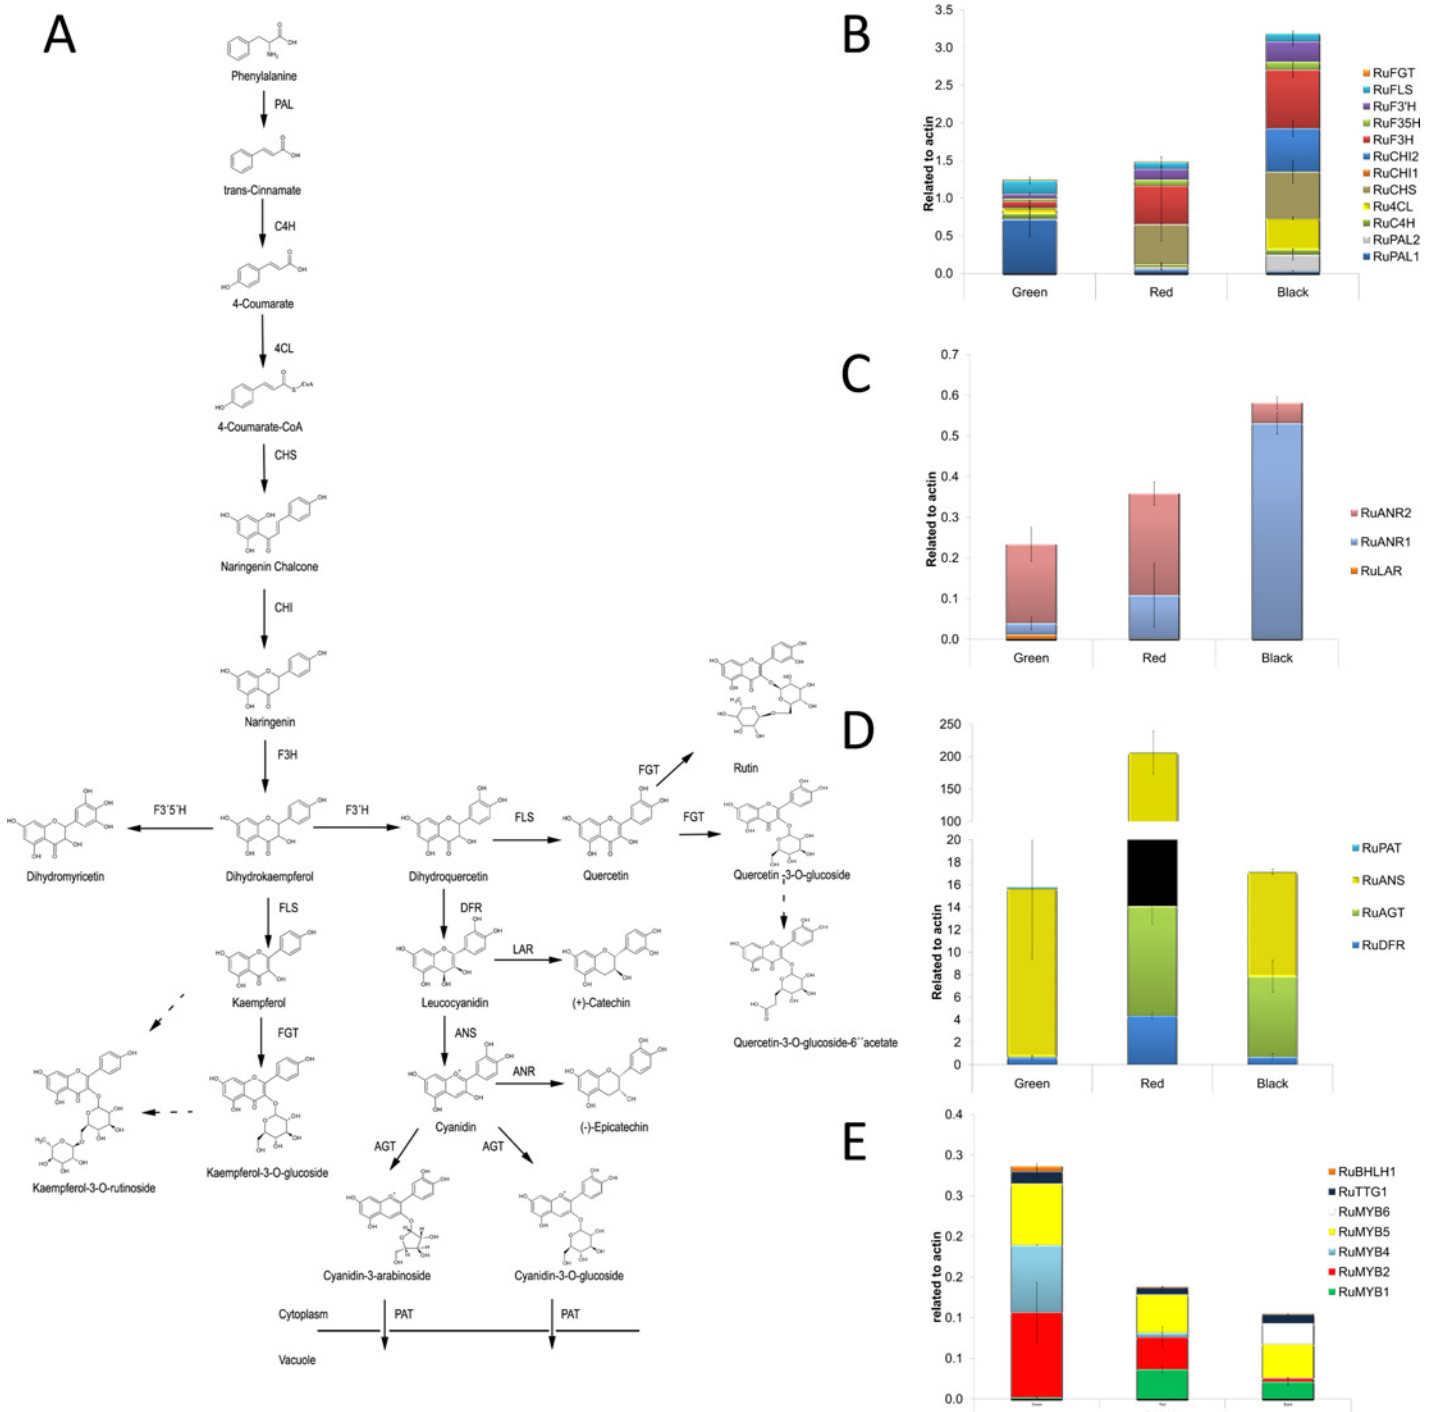 A
Phenylalanine
PAL
trans-Cinnamate
C4H
4-Coumarate
4CL
4-Coumarate-CoA
CHS
Naringenin Chalcone
CHI
Naringenin
F3H
F3´5´H
F3´H
FLS
FGT
FGT
Rutin
Dihydromyricetin
Dihydrokaempferol
Dihydroquercetin
Quercetin
Quercetin -3-O-glucoside
FLS
DFR
LAR
Kaempferol
Leucocyanidin
(+)-Catechin
Quercetin-3-O-glucoside-6´´acetate
FGT
ANS
ANR
Cyanidin
(-)-Epicatechin
AGT
AGT
Kaempferol-3-O-glucoside
Kaempferol-3-O-rutinoside
Cyanidin-3-arabinoside
Cyanidin-3-O-glucoside
Cytoplasm
PAT
PAT
Vacuole
B
Related to actin
3.5
3.0
2.5
2.0
1.5
1.0
0.5
0.0
Green
Red
Black
RuFGT
RuFLS
RuF3'H
RuF35H
RuF3H
RuCHI2
RuCHI1
RuCHS
Ru4CL
RuC4H
RuPAL2
RuPAL1
C
Related to actin
0.7
0.6
0.5
0.4
0.3
0.2
0.1
0.0
Green
Red
Black
RuANR2
RuANR1
RuLAR
D
Related to actin
250
200
150
100
20
18
16
14
12
10
8
6
4
2
0
Green
Red
Black
RuPAT
RuANS
RuAGT
RuDFR
E
related to actin
0.4
0.3
0.3
0.2
0.2
0.1
0.1
0.0
Green
Red
Black
RuBHLH1
RuTTG1
RuMYB6
RuMYB5
RuMYB4
RuMYB2
RuMYB1